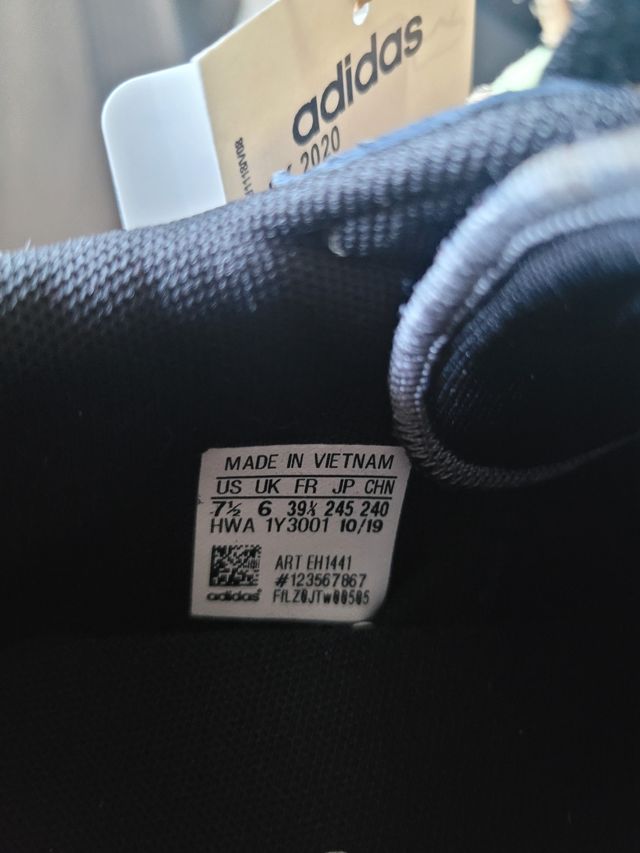 adidas
2020
MADE IN VIETNAM
US UK FR JP CHN
7½ 6 39⅓ 245 240
HWA 1Y3001 10/19
ART EH1441
#123567867
adidas